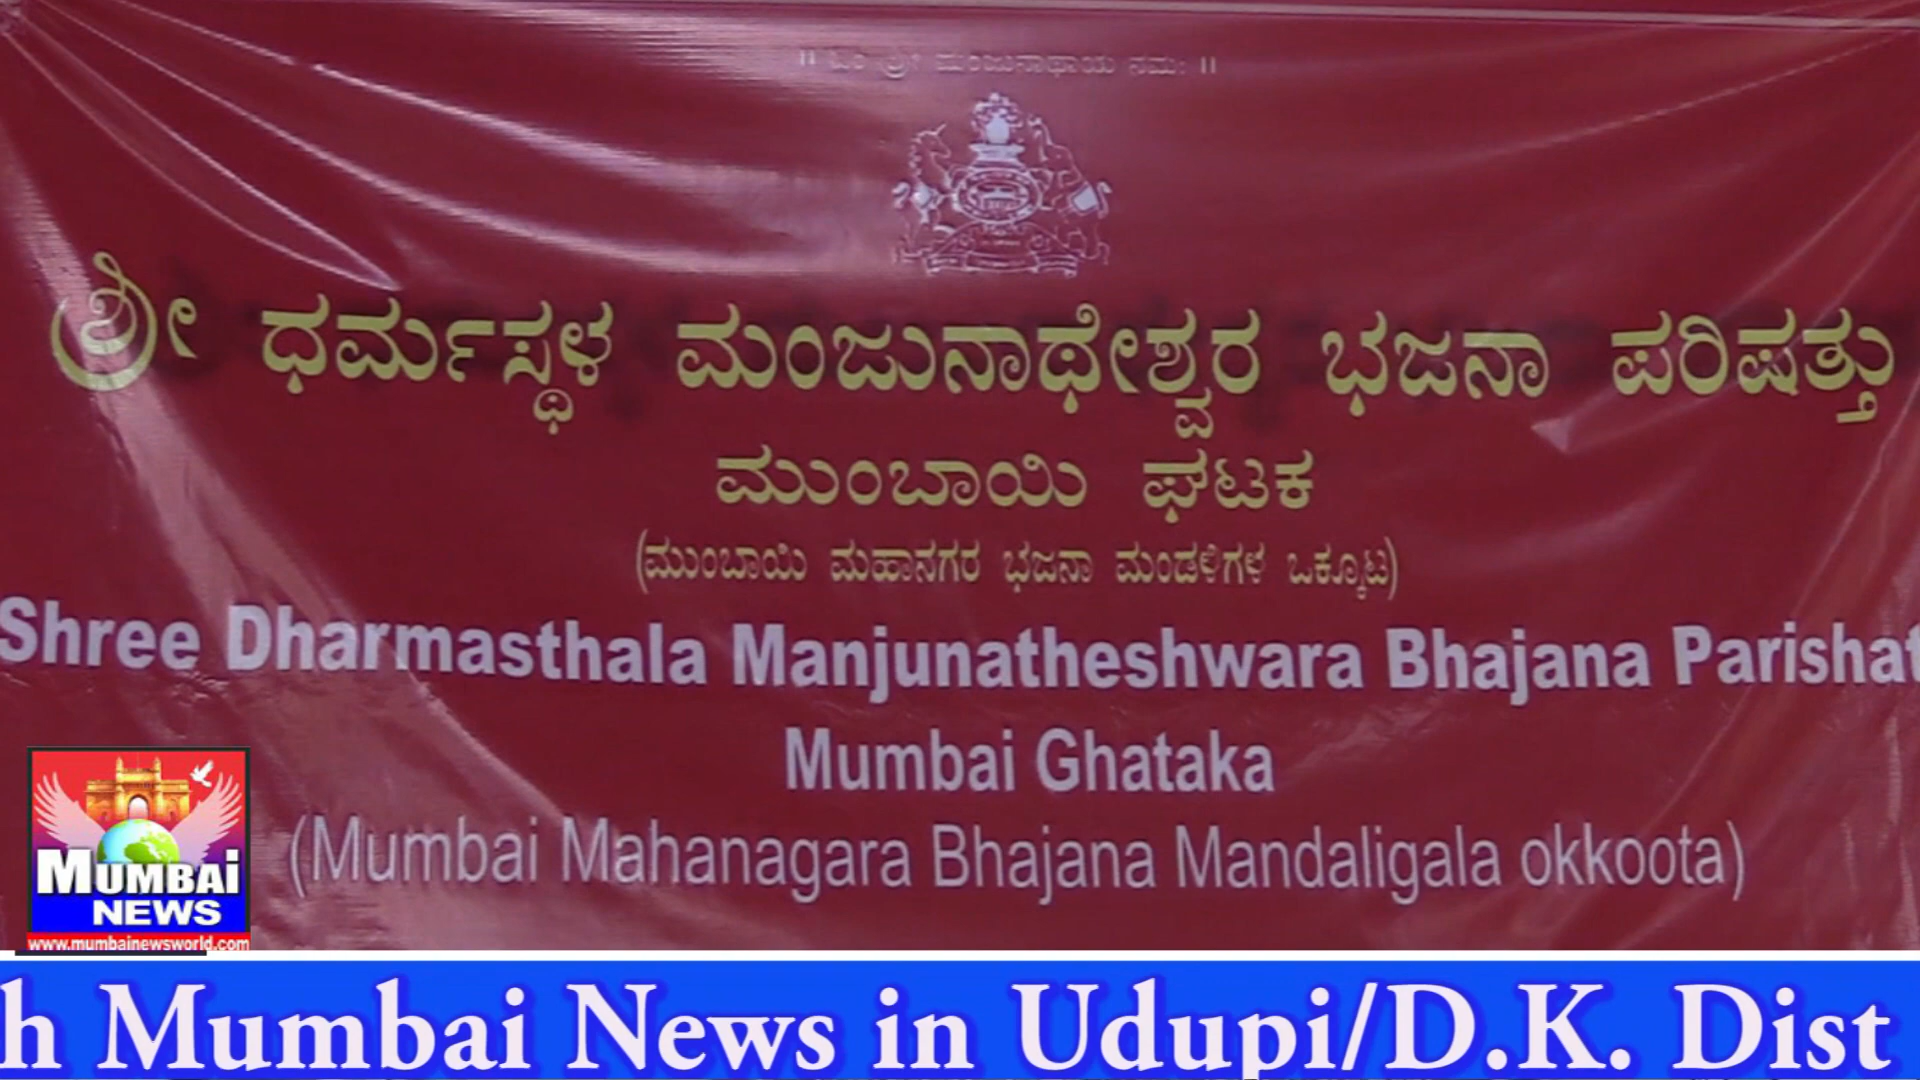 || ಓಂ ಶ್ರೀ ಮಂಜುನಾಥಾಯ ನಮಃ ||
ಶ್ರೀ ಧರ್ಮಸ್ಥಳ ಮಂಜುನಾಥೇಶ್ವರ ಭಜನಾ ಪರಿಷತ್ತು
ಮುಂಬಾಯಿ ಘಟಕ
(ಮುಂಬಾಯಿ ಮಹಾನಗರ ಭಜನಾ ಮಂಡಳಿಗಳ ಒಕ್ಕೂಟ)
Shree Dharmasthala Manjunatheshwara Bhajana Parishat
Mumbai Ghataka
(Mumbai Mahanagara Bhajana Mandaligala okkoota)
MUMBAi
NEWS
www.mumbainewsworld.com
h Mumbai News in Udupi/D.K. Dist